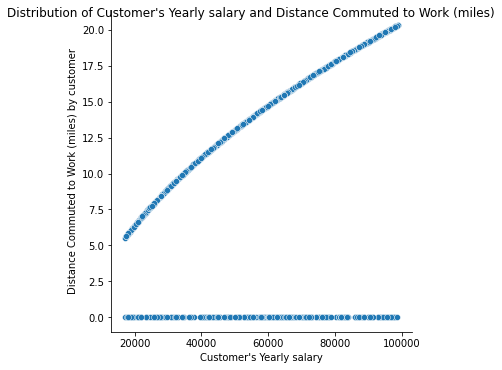 Distribution of Customer's Yearly salary and Distance Commuted to Work (miles)
Distance Commuted to Work (miles) by customer
20.0
17.5
15.0
12.5
10.0
7.5
5.0
2.5
0.0
20000 40000 60000 80000 100000
Customer's Yearly salary